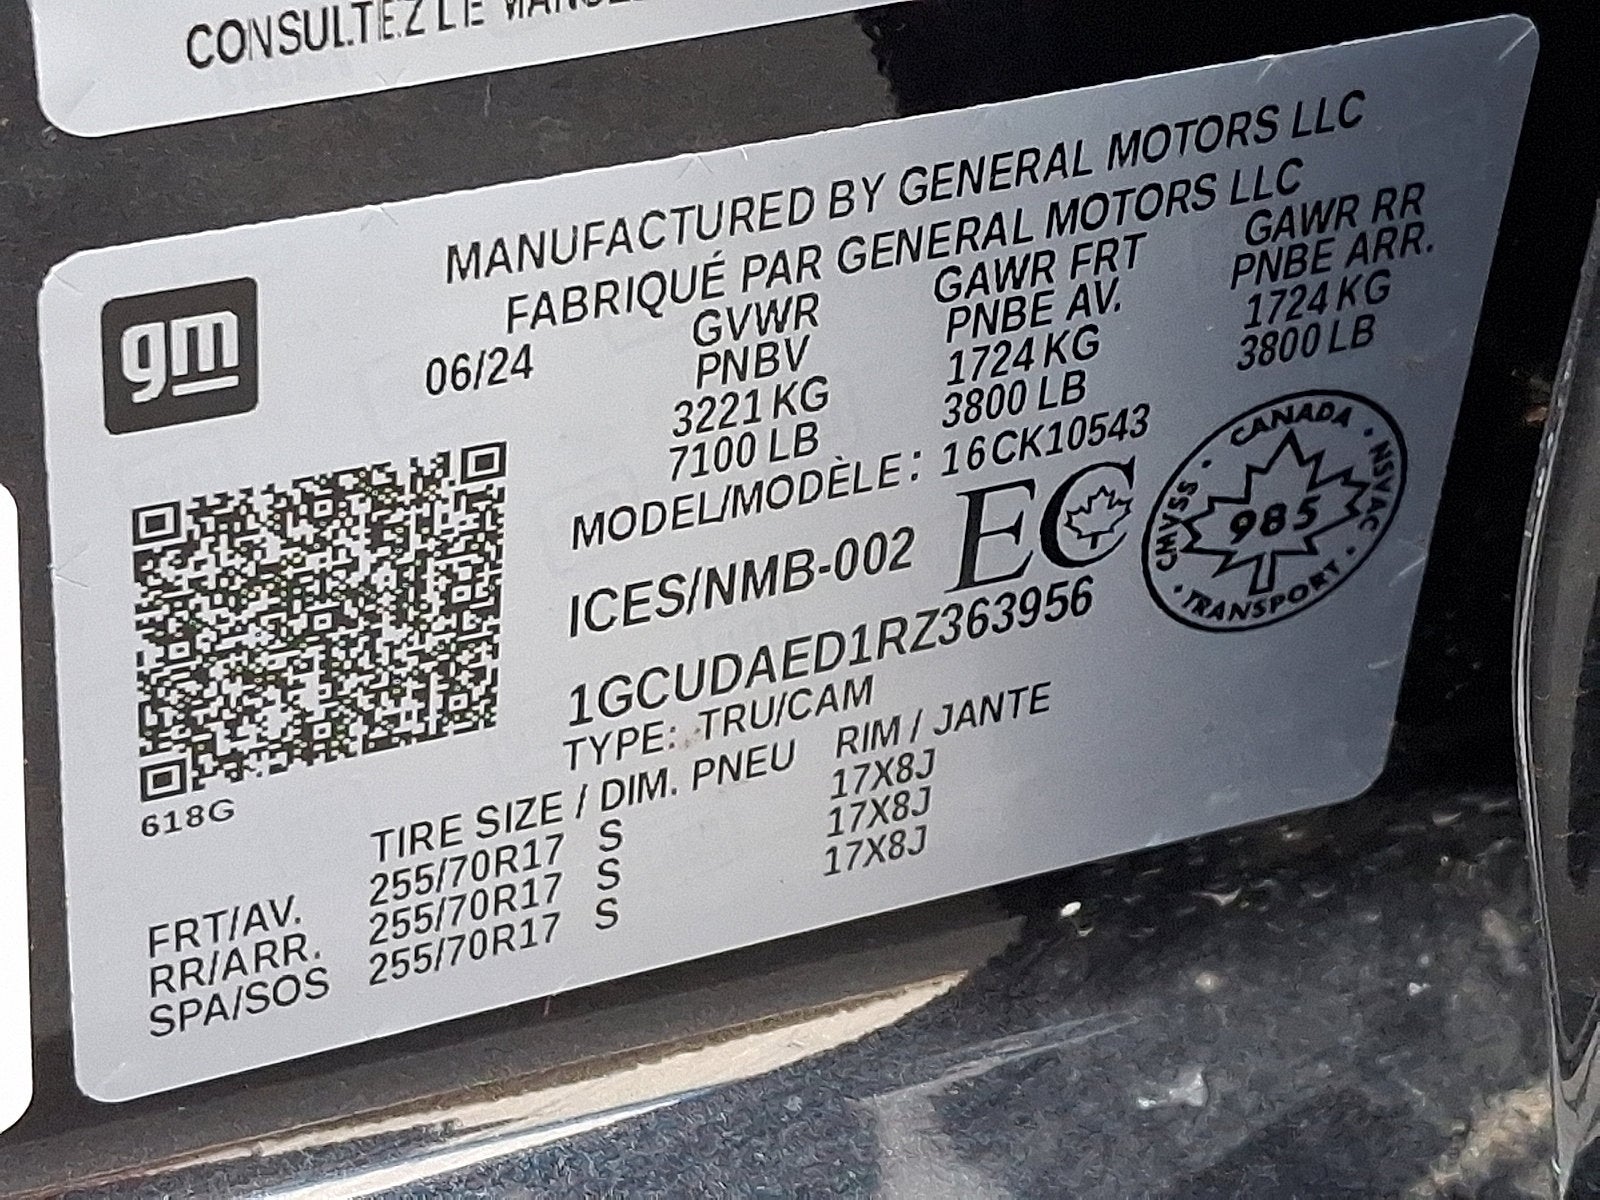 CONSULTEZ LE
MANUFACTURED BY GENERAL MOTORS LLC
FABRIQUÉ PAR GENERAL MOTORS LLC
gm
06/24
GVWR
PNBV
3221 KG
7100 LB
GAWR FRT
PNBE AV.
1724 KG
3800 LB
GAWR RR
PNBE ARR.
1724 KG
3800 LB
MODEL/MODÈLE: 16CK10543
ICES/NMB-002
EC
CANADA · NSVAC · TRANSPORT · CMVSS ·
985
1GCUDAED1RZ363956
TYPE: TRU/CAM
618G
TIRE SIZE / DIM. PNEU RIM / JANTE
FRT/AV. 255/70R17 S 17X8J
RR/ARR. 255/70R17 S 17X8J
SPA/SOS 255/70R17 S 17X8J